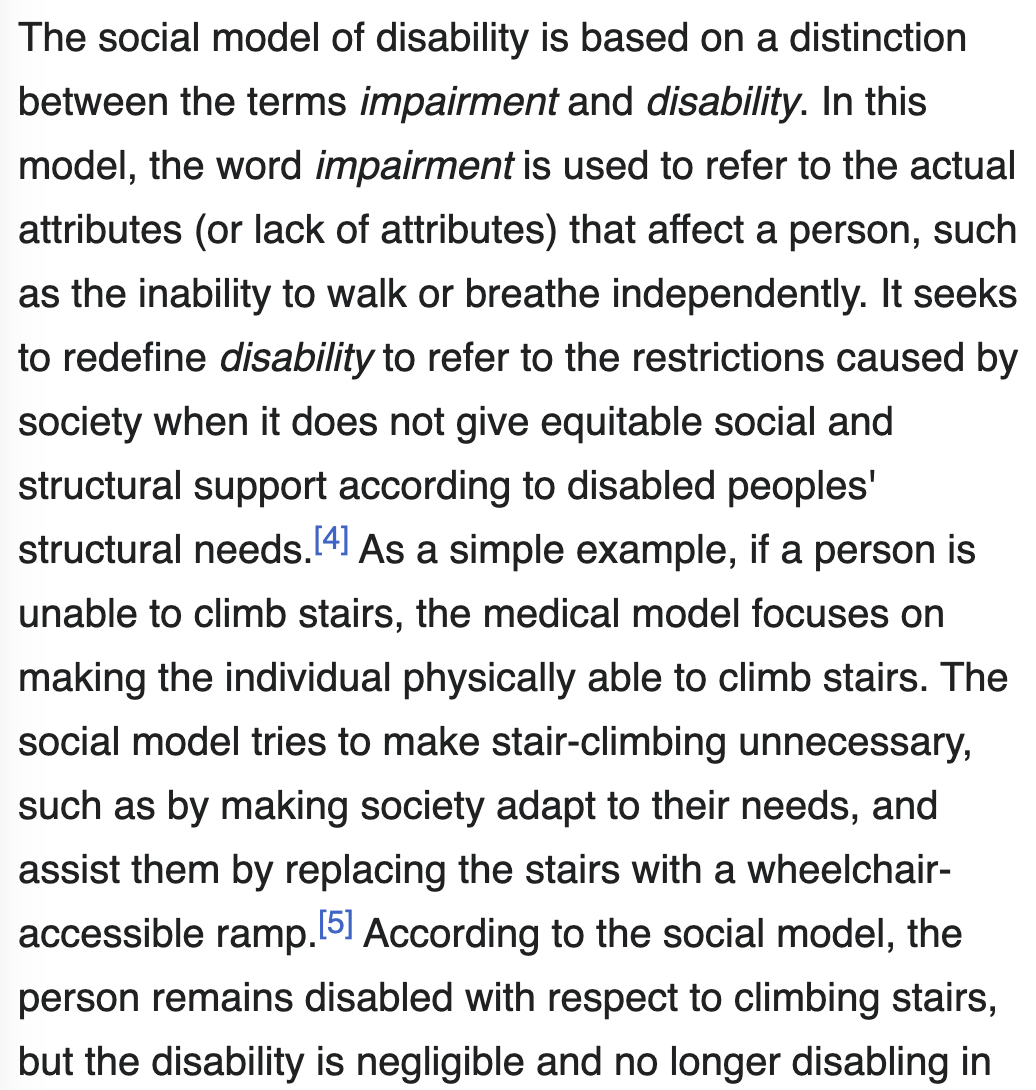 The social model of disability is based on a distinction
between the terms impairment and disability. In this
model, the word impairment is used to refer to the actual
attributes (or lack of attributes) that affect a person, such
as the inability to walk or breathe independently. It seeks
to redefine disability to refer to the restrictions caused by
society when it does not give equitable social and
structural support according to disabled peoples'
structural needs.[4] As a simple example, if a person is
unable to climb stairs, the medical model focuses on
making the individual physically able to climb stairs. The
social model tries to make stair-climbing unnecessary,
such as by making society adapt to their needs, and
assist them by replacing the stairs with a wheelchair-
accessible ramp.[5] According to the social model, the
person remains disabled with respect to climbing stairs,
but the disability is negligible and no longer disabling in